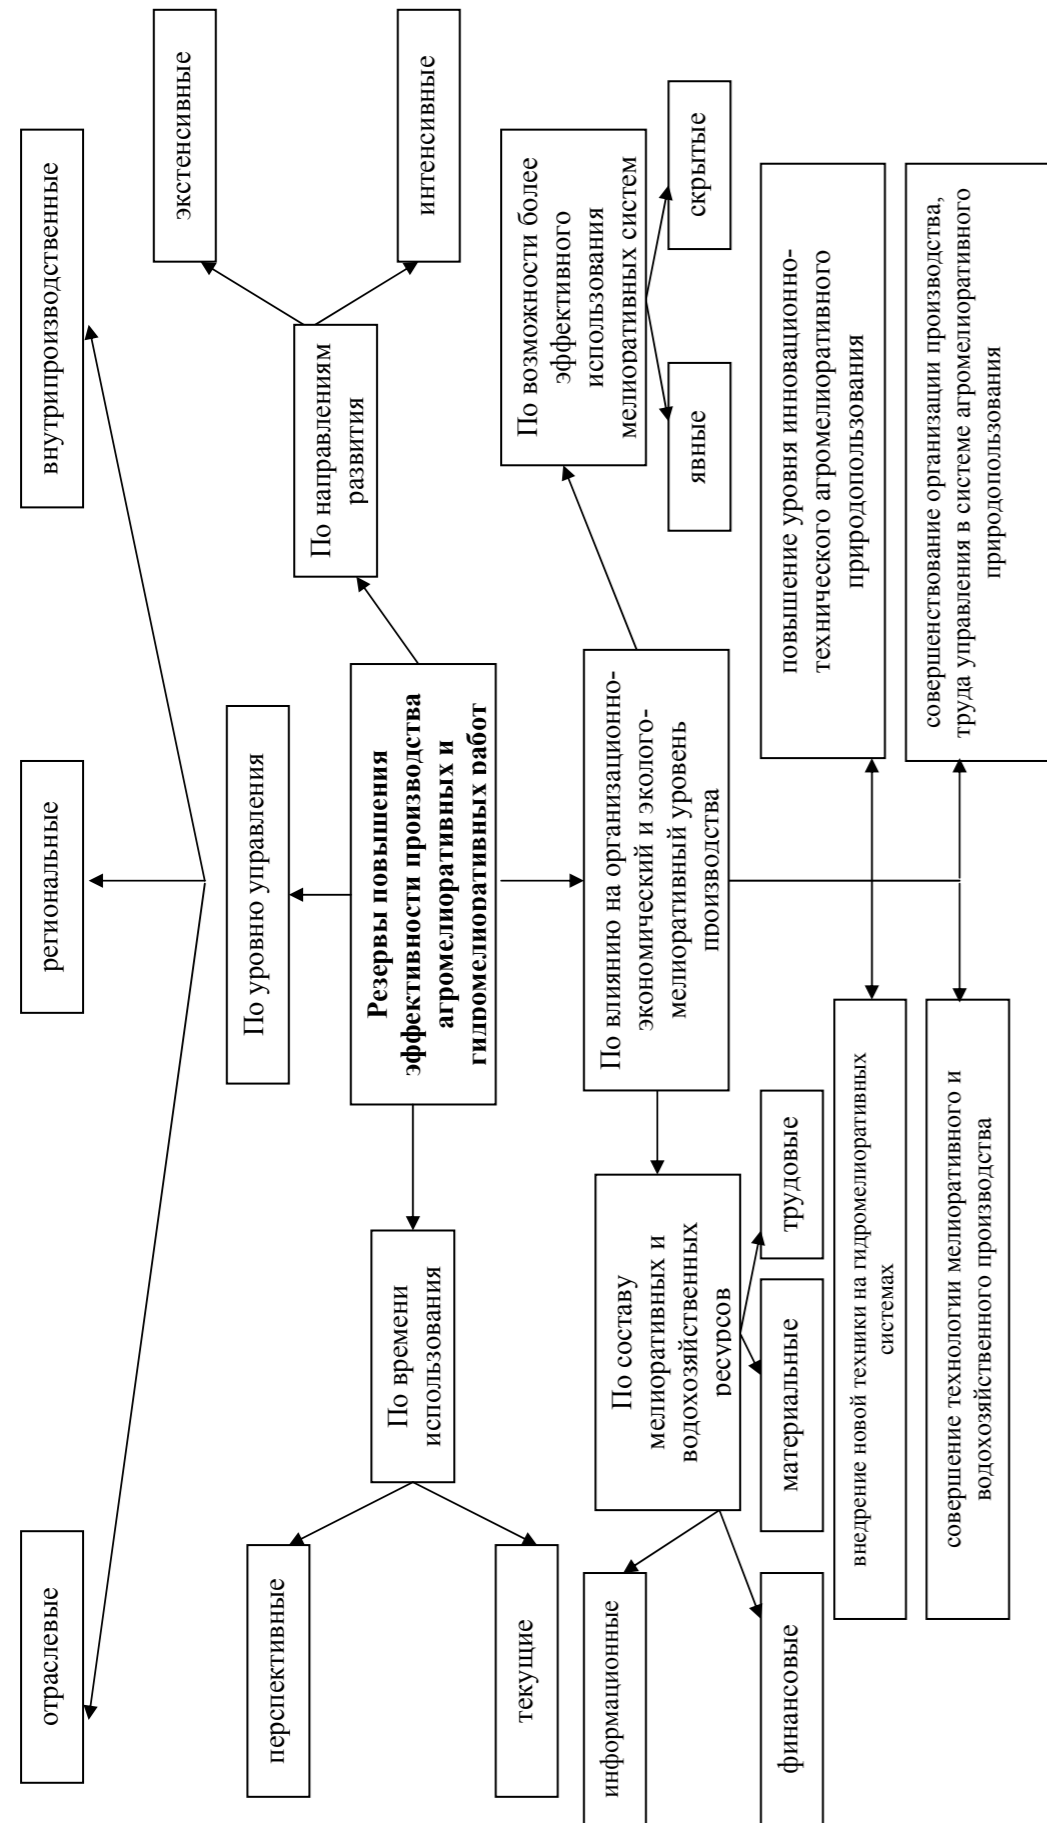 отраслевые
региональные
внутрипроизводственные
По уровню управления
перспективные
текущие
По времени
использования
Резервы повышения
эффективности производства
агромелиоративных и
гидромелиоративных работ
По направлениям
развития
экстенсивные
интенсивные
информационные
финансовые
По составу
мелиоративных и
водохозяйственных
ресурсов
материальные
трудовые
По влиянию на организационно-
экономический и эколого-
мелиоративный уровень
производства
По возможности более
эффективного
использования
мелиоративных систем
явные
скрытые
внедрение новой техники на гидромелиоративных
системах
повышение уровня инновационно-
технического агромелиоративного
природопользования
совершение технологии мелиоративного и
водохозяйственного производства
совершенствование организации производства,
труда управления в системе агромелиоративного
природопользования